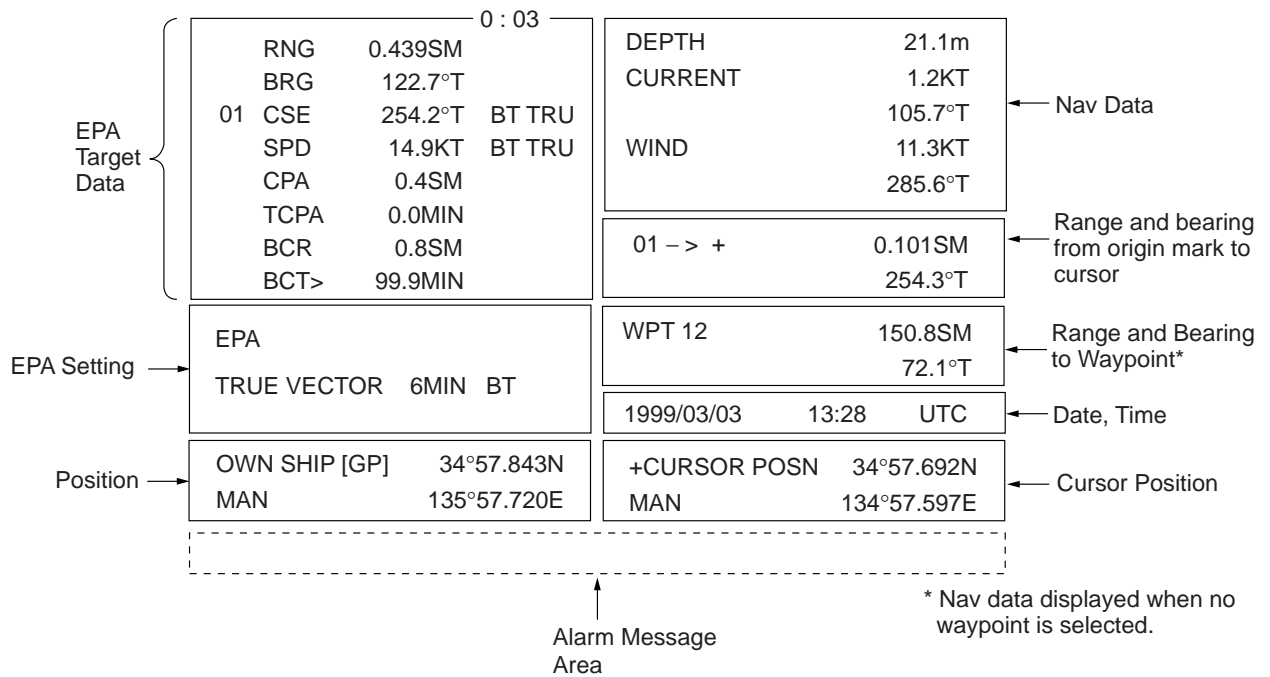 0 : 03
RNG 0.439SM
BRG 122.7°T
01 CSE 254.2°T BT TRU
SPD 14.9KT BT TRU
CPA 0.4SM
TCPA 0.0MIN
BCR 0.8SM
BCT> 99.9MIN
EPA
Target
Data
DEPTH 21.1m
CURRENT 1.2KT
105.7°T
WIND 11.3KT
285.6°T
Nav Data
01 – > + 0.101SM
254.3°T
Range and bearing
from origin mark to
cursor
EPA Setting
EPA
TRUE VECTOR 6MIN BT
WPT 12 150.8SM
72.1°T
Range and Bearing
to Waypoint*
1999/03/03 13:28 UTC
Date, Time
Position
OWN SHIP [GP] 34°57.843N
MAN 135°57.720E
+CURSOR POSN 34°57.692N
MAN 134°57.597E
Cursor Position
Alarm Message
Area
* Nav data displayed when no
waypoint is selected.